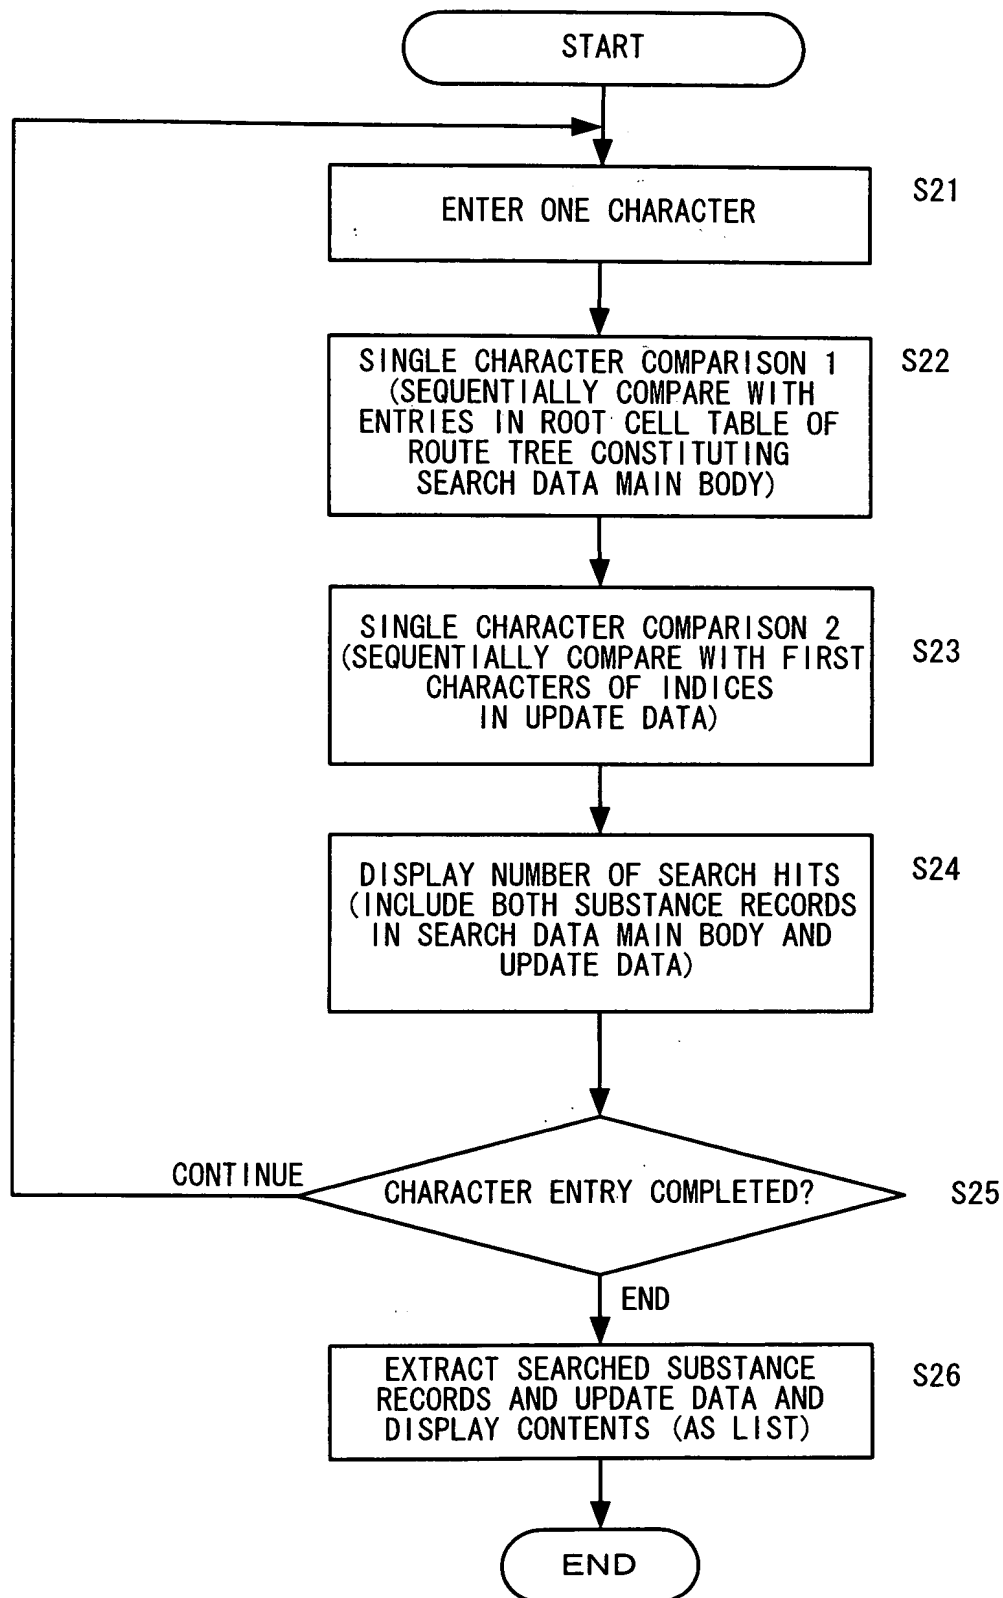 START
ENTER ONE CHARACTER
S21
SINGLE CHARACTER COMPARISON 1
(SEQUENTIALLY COMPARE WITH
ENTRIES IN ROOT CELL TABLE OF
ROUTE TREE CONSTITUTING
SEARCH DATA MAIN BODY)
S22
SINGLE CHARACTER COMPARISON 2
(SEQUENTIALLY COMPARE WITH FIRST
CHARACTERS OF INDICES
IN UPDATE DATA)
S23
DISPLAY NUMBER OF SEARCH HITS
(INCLUDE BOTH SUBSTANCE RECORDS
IN SEARCH DATA MAIN BODY AND
UPDATE DATA)
S24
CONTINUE
CHARACTER ENTRY COMPLETED?
S25
END
EXTRACT SEARCHED SUBSTANCE
RECORDS AND UPDATE DATA AND
DISPLAY CONTENTS (AS LIST)
S26
END